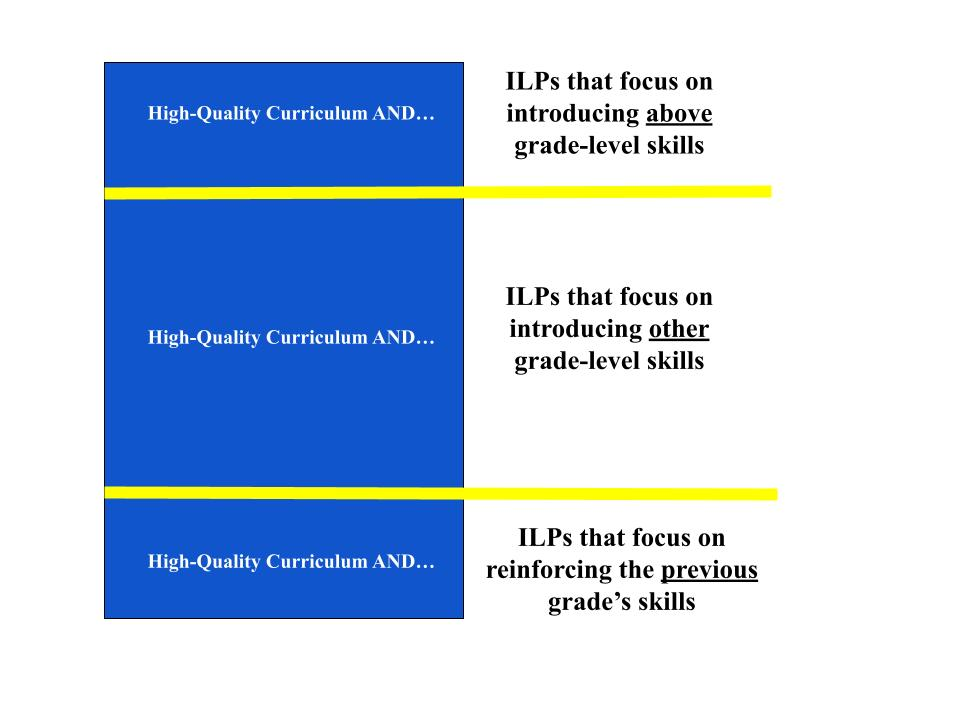 High-Quality Curriculum AND…
ILPs that focus on
introducing above
grade-level skills
High-Quality Curriculum AND…
ILPs that focus on
introducing other
grade-level skills
High-Quality Curriculum AND…
ILPs that focus on
reinforcing the previous
grade’s skills